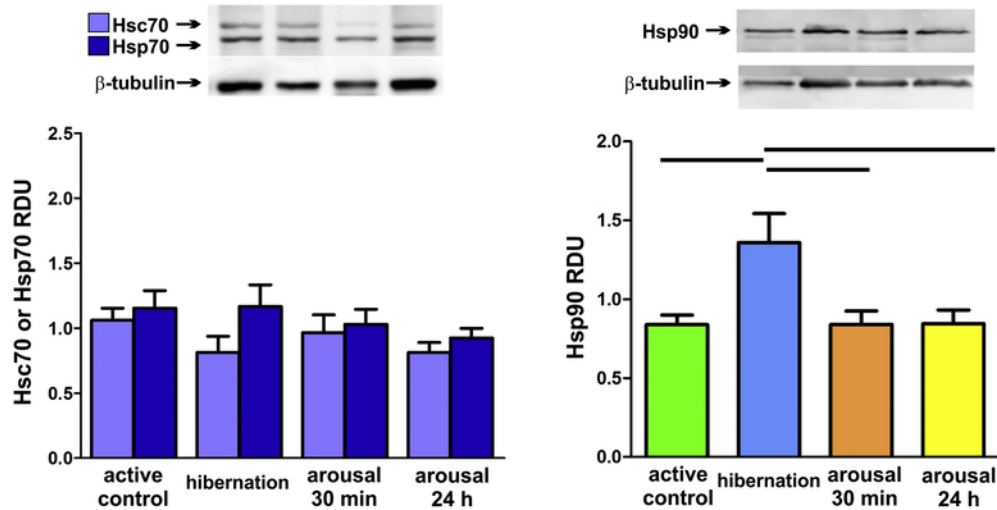 Hsc70
Hsp70
β-tubulin
Hsc70 or Hsp70 RDU
2.5
2.0
1.5
1.0
0.5
0.0
active control
hibernation
arousal 30 min
arousal 24 h
Hsp90
β-tubulin
Hsp90 RDU
2.0
1.5
1.0
0.5
0.0
active control
hibernation
arousal 30 min
arousal 24 h